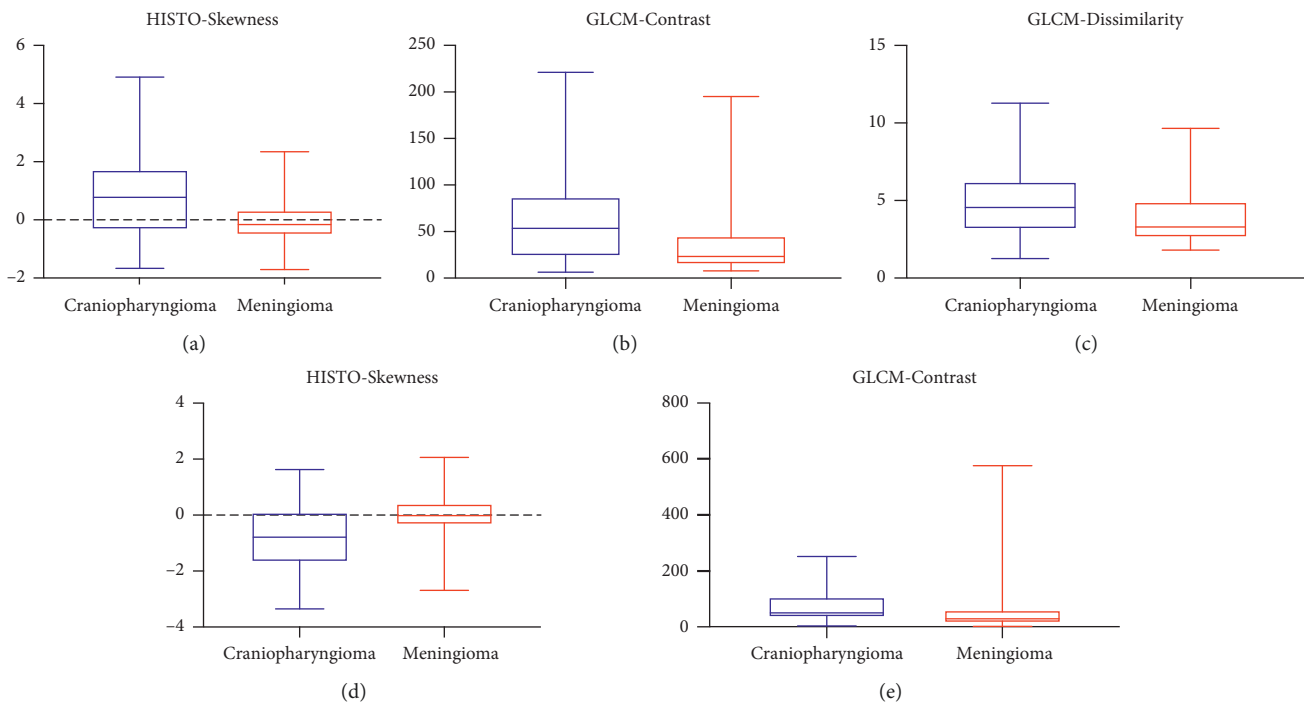 HISTO-Skewness
6
4
2
0
−2
Craniopharyngioma
Meningioma
(a)
GLCM-Contrast
250
200
150
100
50
0
Craniopharyngioma
Meningioma
(b)
GLCM-Dissimilarity
15
10
5
0
Craniopharyngioma
Meningioma
(c)
HISTO-Skewness
4
2
0
−2
−4
Craniopharyngioma
Meningioma
(d)
GLCM-Contrast
800
600
400
200
0
Craniopharyngioma
Meningioma
(e)